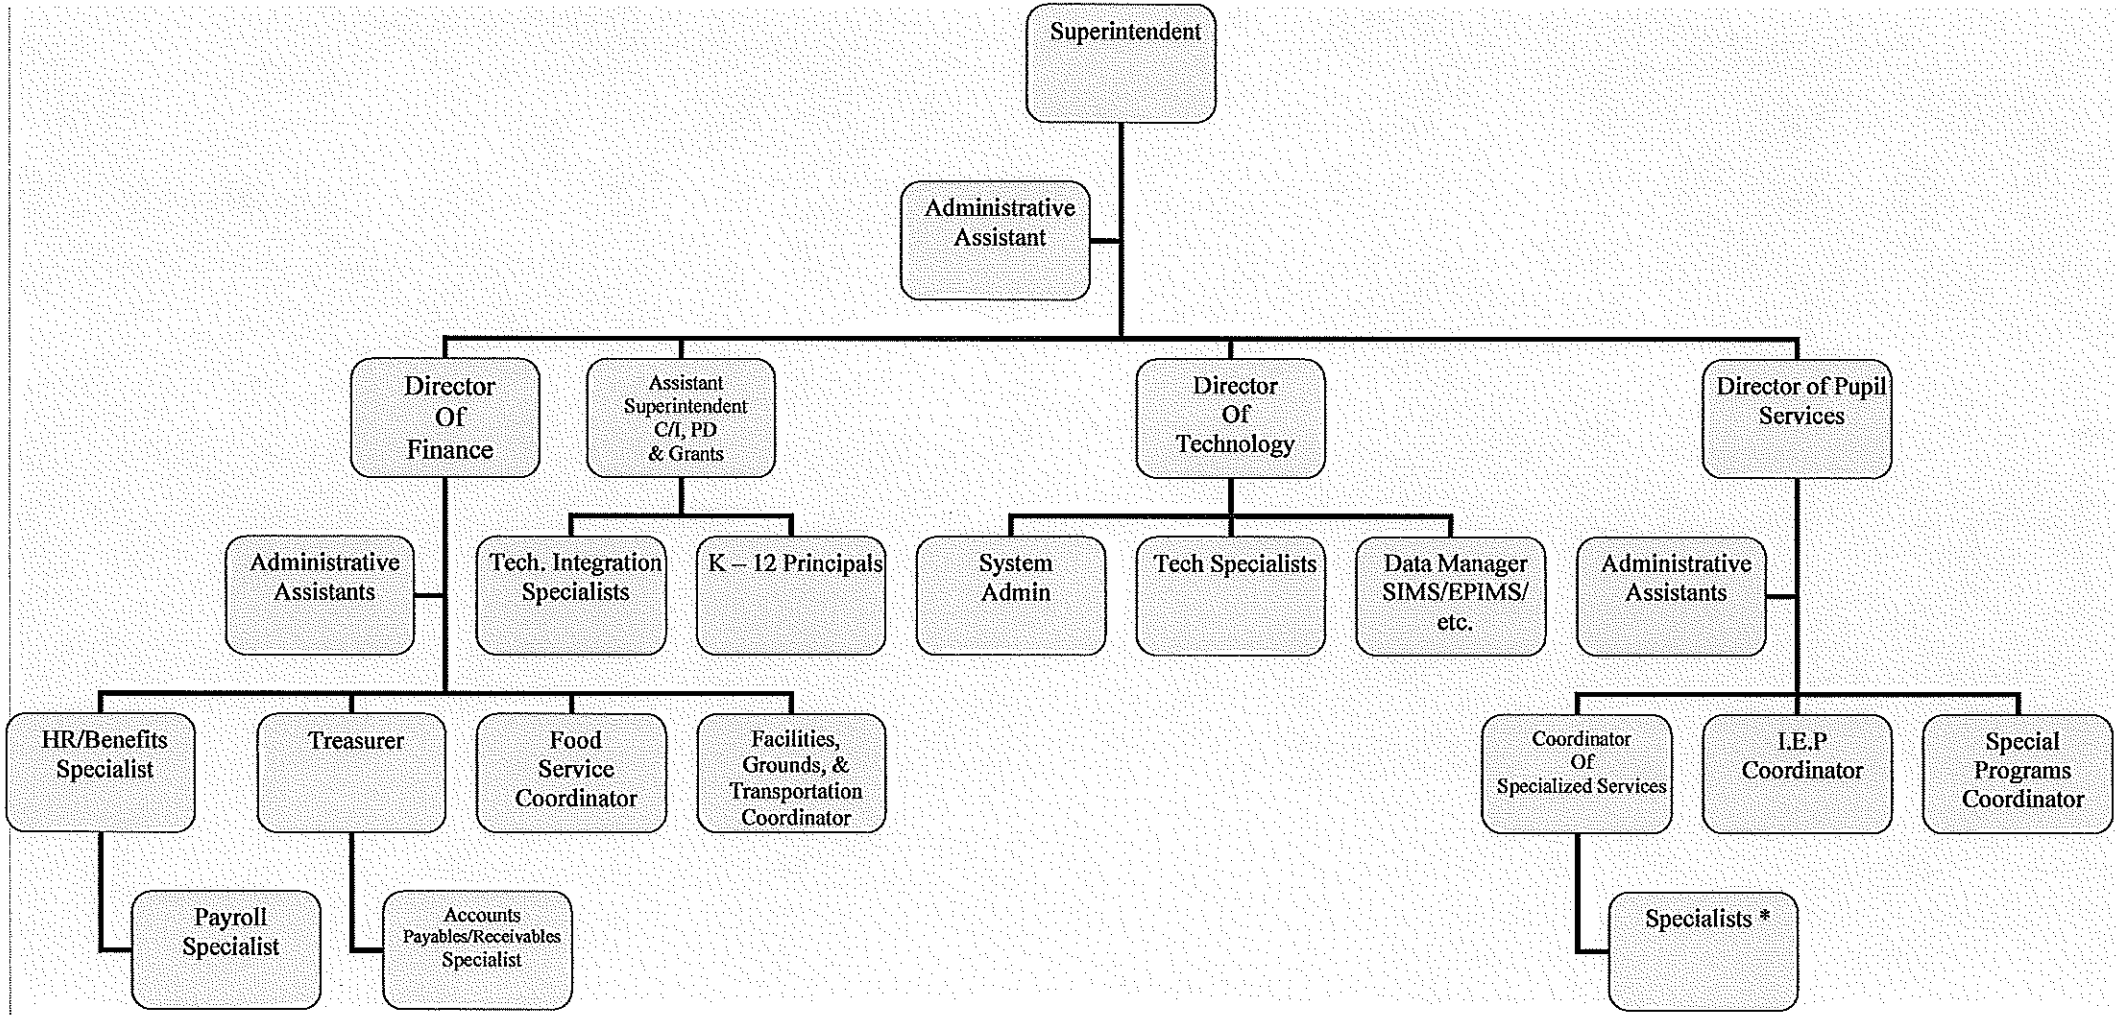 Superintendent
Administrative
Assistant
Director
Of
Finance
Assistant
Superintendent
C/I, PD
& Grants
Director
Of
Technology
Director of Pupil
Services
Administrative
Assistants
Tech. Integration
Specialists
K – 12 Principals
System
Admin
Tech Specialists
Data Manager
SIMS/EPIMS/
etc.
Administrative
Assistants
HR/Benefits
Specialist
Treasurer
Food
Service
Coordinator
Facilities,
Grounds, &
Transportation
Coordinator
Coordinator
Of
Specialized Services
I.E.P
Coordinator
Special
Programs
Coordinator
Payroll
Specialist
Accounts
Payables/Receivables
Specialist
Specialists *